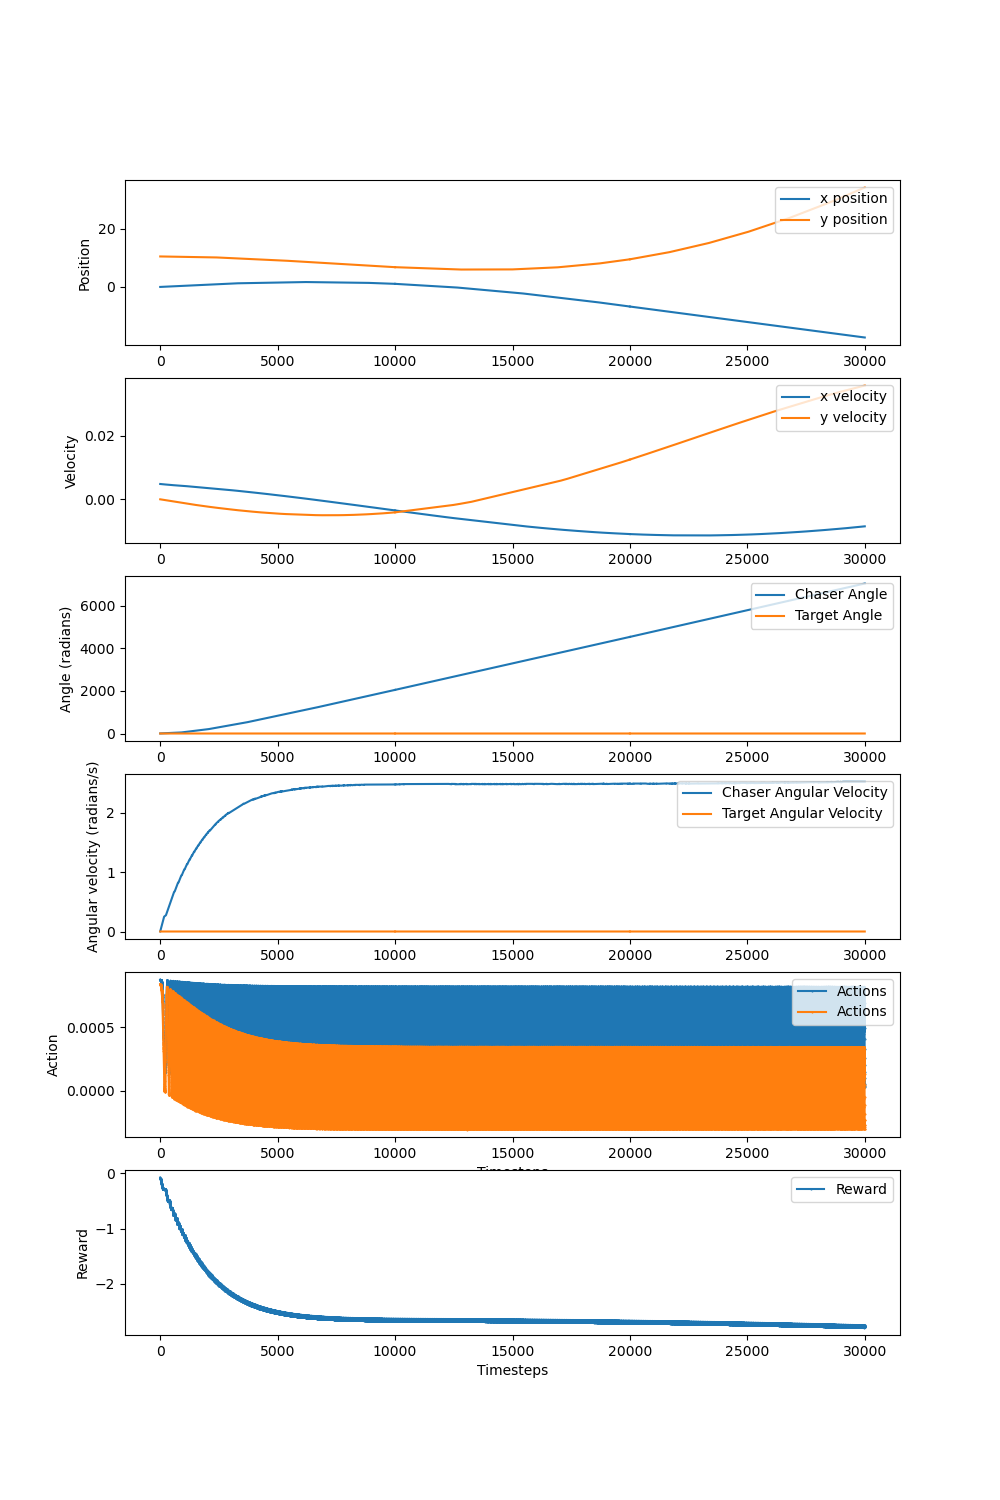 x position
y position
20
0
Position
0 5000 10000 15000 20000 25000 30000
x velocity
y velocity
0.02
0.00
Velocity
0 5000 10000 15000 20000 25000 30000
Chaser Angle
Target Angle
6000
4000
2000
0
Angle (radians)
0 5000 10000 15000 20000 25000 30000
Chaser Angular Velocity
Target Angular Velocity
2
1
0
Angular velocity (radians/s)
0 5000 10000 15000 20000 25000 30000
Actions
Actions
0.0005
0.0000
Action
0 5000 10000 15000 20000 25000 30000
Timesteps
Reward
0
−1
−2
Reward
0 5000 10000 15000 20000 25000 30000
Timesteps